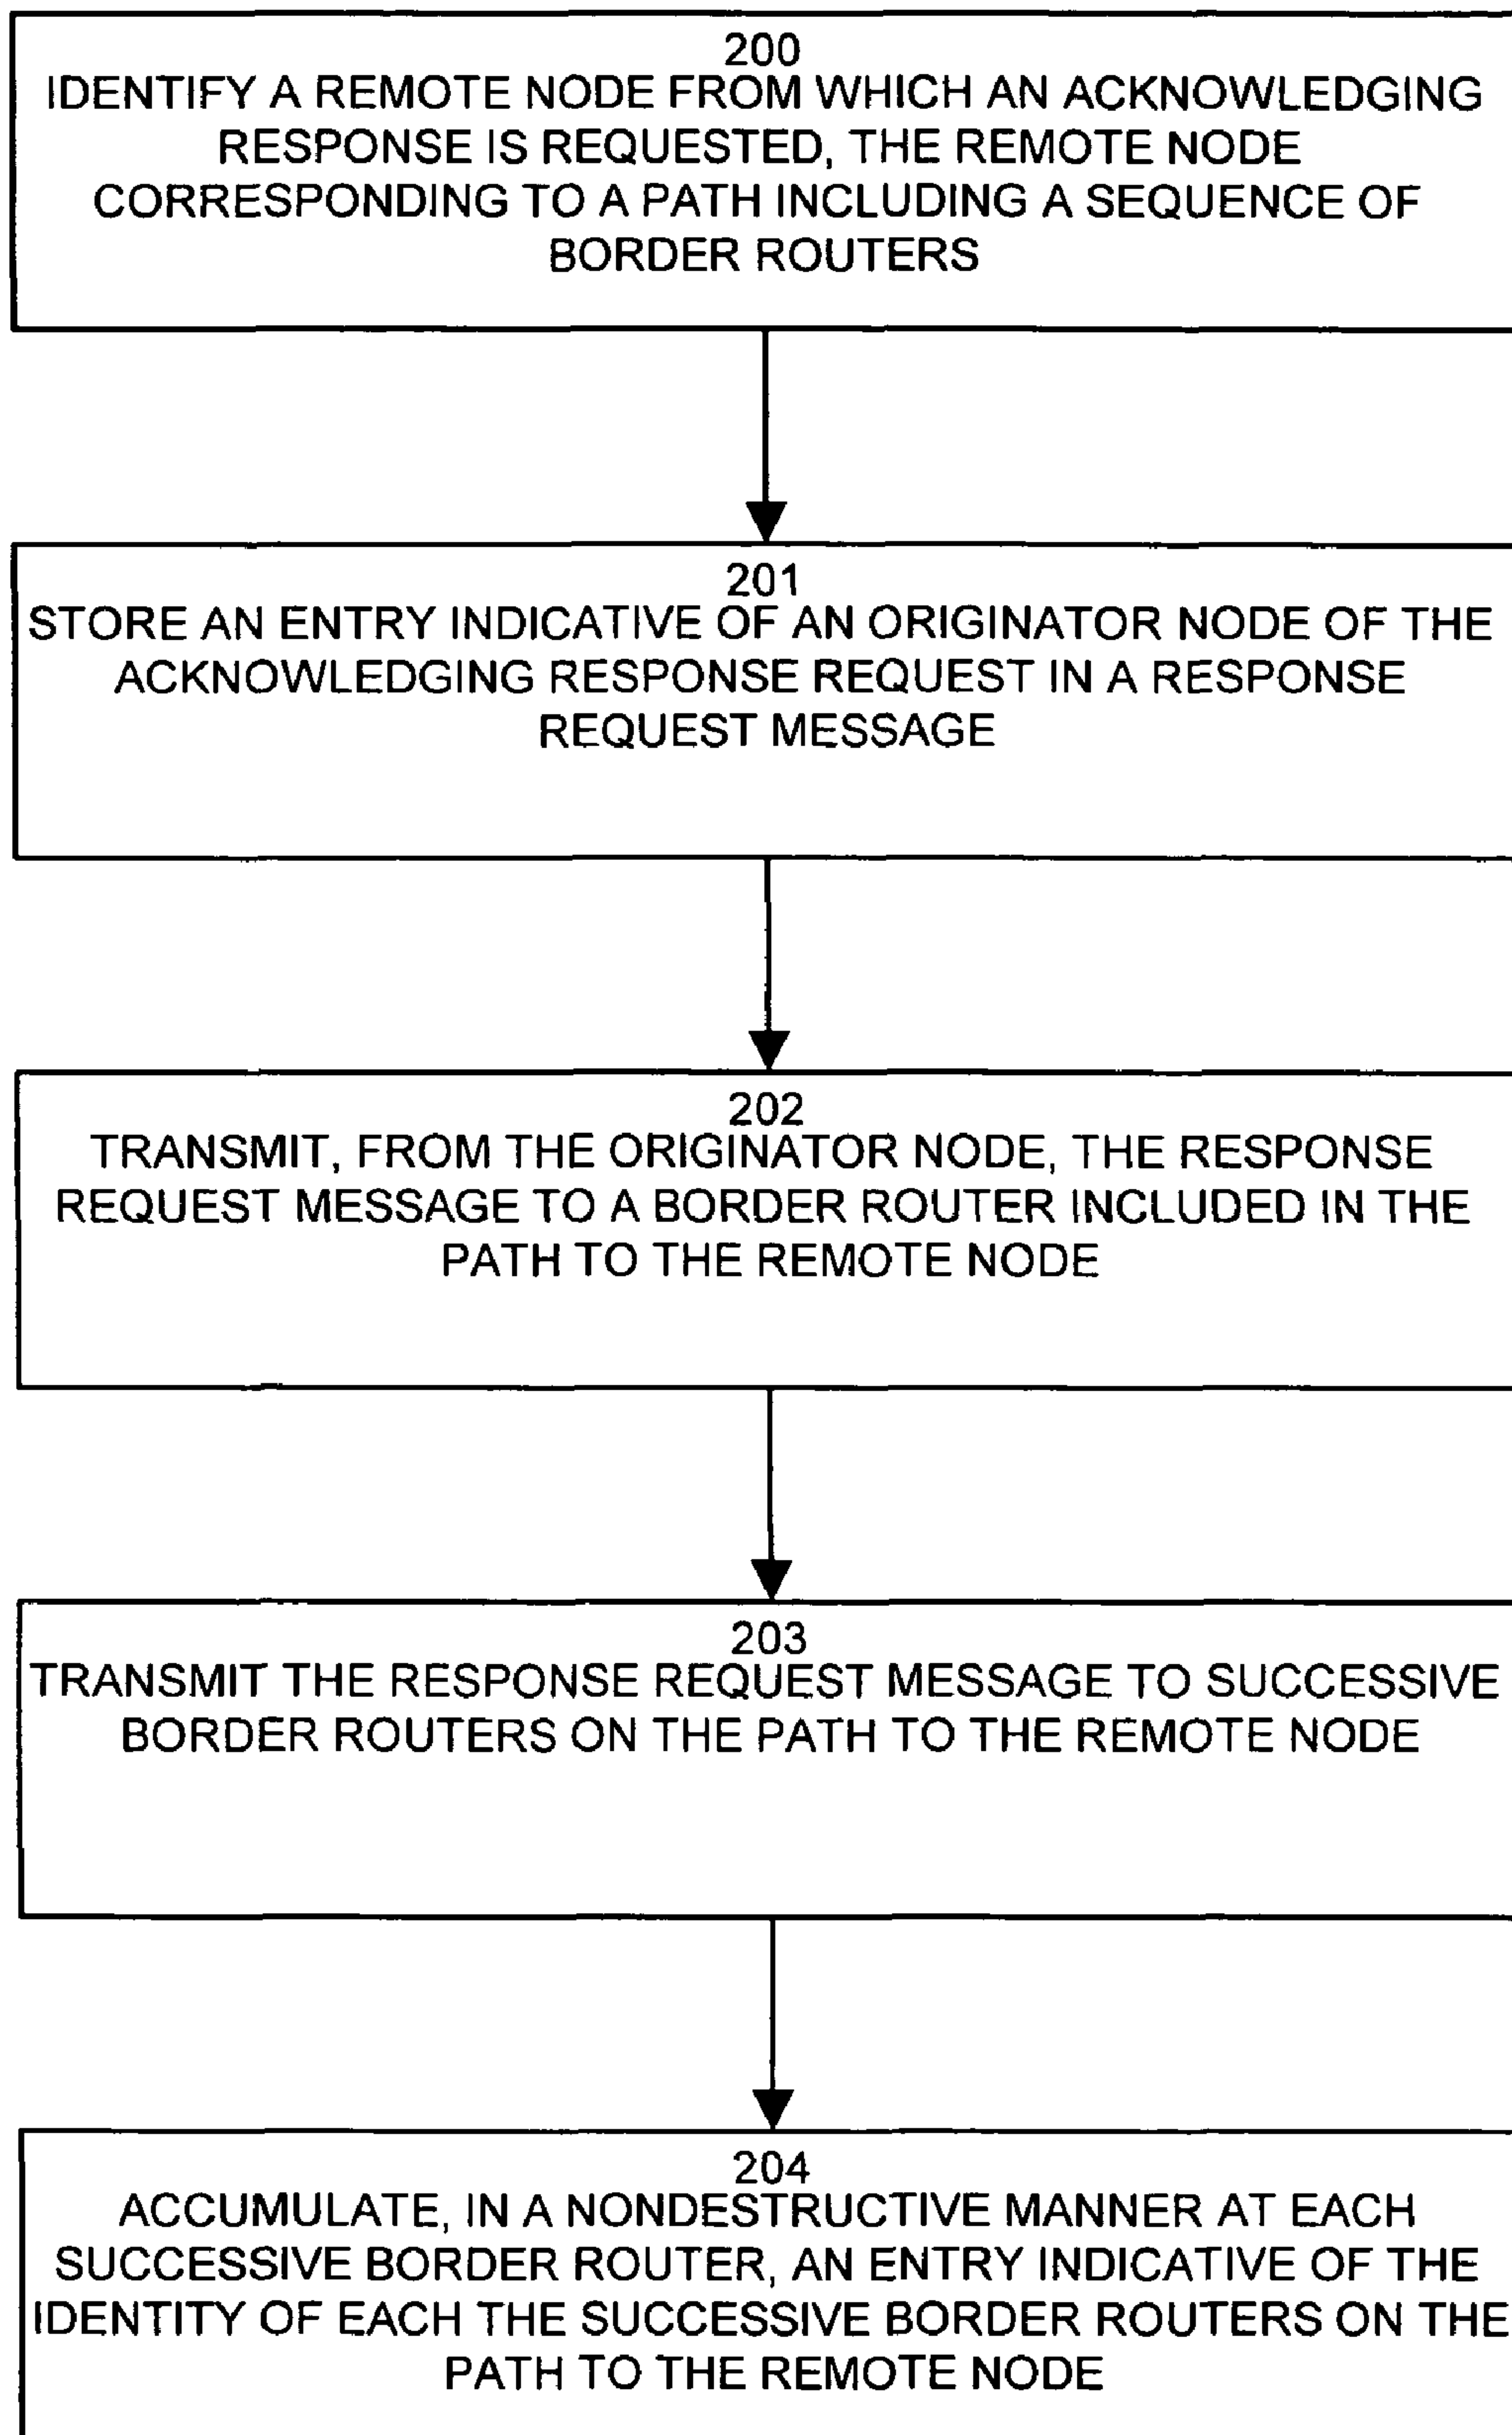 200
IDENTIFY A REMOTE NODE FROM WHICH AN ACKNOWLEDGING
RESPONSE IS REQUESTED, THE REMOTE NODE
CORRESPONDING TO A PATH INCLUDING A SEQUENCE OF
BORDER ROUTERS
201
STORE AN ENTRY INDICATIVE OF AN ORIGINATOR NODE OF THE
ACKNOWLEDGING RESPONSE REQUEST IN A RESPONSE
REQUEST MESSAGE
202
TRANSMIT, FROM THE ORIGINATOR NODE, THE RESPONSE
REQUEST MESSAGE TO A BORDER ROUTER INCLUDED IN THE
PATH TO THE REMOTE NODE
203
TRANSMIT THE RESPONSE REQUEST MESSAGE TO SUCCESSIVE
BORDER ROUTERS ON THE PATH TO THE REMOTE NODE
204
ACCUMULATE, IN A NONDESTRUCTIVE MANNER AT EACH
SUCCESSIVE BORDER ROUTER, AN ENTRY INDICATIVE OF THE
IDENTITY OF EACH THE SUCCESSIVE BORDER ROUTERS ON THE
PATH TO THE REMOTE NODE